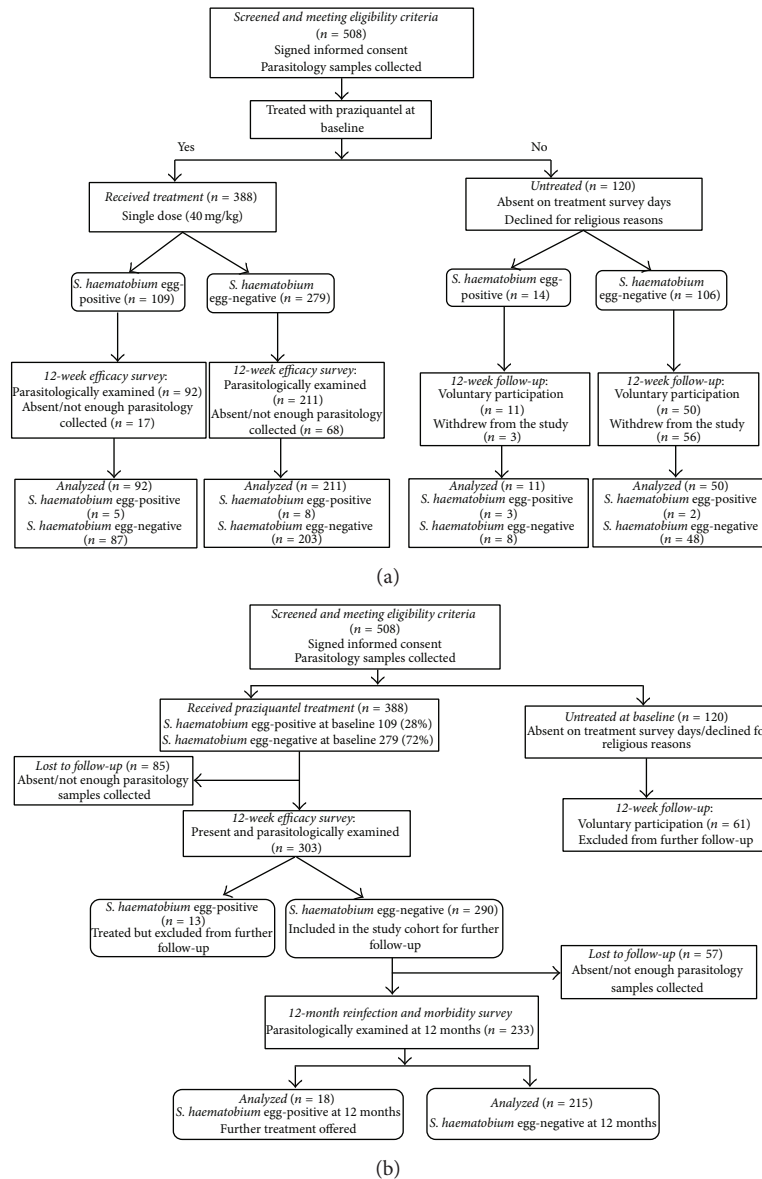 Screened and meeting eligibility criteria
(n = 508)
Signed informed consent
Parasitology samples collected
Treated with praziquantel at
baseline
Yes
No
Received treatment (n = 388)
Single dose (40 mg/kg)
Untreated (n = 120)
Absent on treatment survey days
Declined for religious reasons
S. haematobium egg-
positive (n = 109)
S. haematobium
egg-negative (n = 279)
S. haematobium egg-
positive (n = 14)
S. haematobium
egg-negative (n = 106)
12-week efficacy survey:
Parasitologically examined (n = 92)
Absent/not enough parasitology
collected (n = 17)
12-week efficacy survey:
Parasitologically examined
(n = 211)
Absent/not enough parasitology
collected (n = 68)
12-week follow-up:
Voluntary participation
(n = 11)
Withdrew from the study
(n = 3)
12-week follow-up:
Voluntary participation
(n = 50)
Withdrew from the study
(n = 56)
Analyzed (n = 92)
S. haematobium egg-positive
(n = 5)
S. haematobium egg-negative
(n = 87)
Analyzed (n = 211)
S. haematobium egg-positive
(n = 8)
S. haematobium egg-negative
(n = 203)
Analyzed (n = 11)
S. haematobium egg-positive
(n = 3)
S. haematobium egg-negative
(n = 8)
Analyzed (n = 50)
S. haematobium egg-positive
(n = 2)
S. haematobium egg-negative
(n = 48)
(a)
Screened and meeting eligibility criteria
(n = 508)
Signed informed consent
Parasitology samples collected
Received praziquantel treatment (n = 388)
S. haematobium egg-positive at baseline 109 (28%)
S. haematobium egg-negative at baseline 279 (72%)
Untreated at baseline (n = 120)
Absent on treatment survey days/declined for
religious reasons
Lost to follow-up (n = 85)
Absent/not enough parasitology
samples collected
12-week efficacy survey:
Present and parasitologically examined
(n = 303)
12-week follow-up:
Voluntary participation (n = 61)
Excluded from further follow-up
S. haematobium egg-positive
(n = 13)
Treated but excluded from further
follow-up
S. haematobium egg-negative (n = 290)
Included in the study cohort for further
follow-up
Lost to follow-up (n = 57)
Absent/not enough parasitology
samples collected
12-month reinfection and morbidity survey
Parasitologically examined at 12 months (n = 233)
Analyzed (n = 18)
S. haematobium egg-positive at 12 months
Further treatment offered
Analyzed (n = 215)
S. haematobium egg-negative at 12 months
(b)